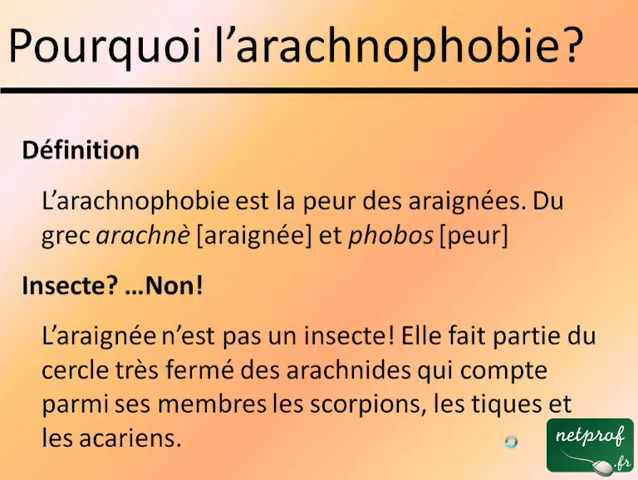 Pourquoi l'arachnophobie?
Définition
L'arachnophobie est la peur des araignées. Du
grec arachnè [araignée] et phobos [peur]
Insecte? ...Non!
L'araignée n'est pas un insecte! Elle fait partie du
cercle très fermé des arachnides qui compte
parmi ses membres les scorpions, les tiques et
les acariens.
netprof
.fr